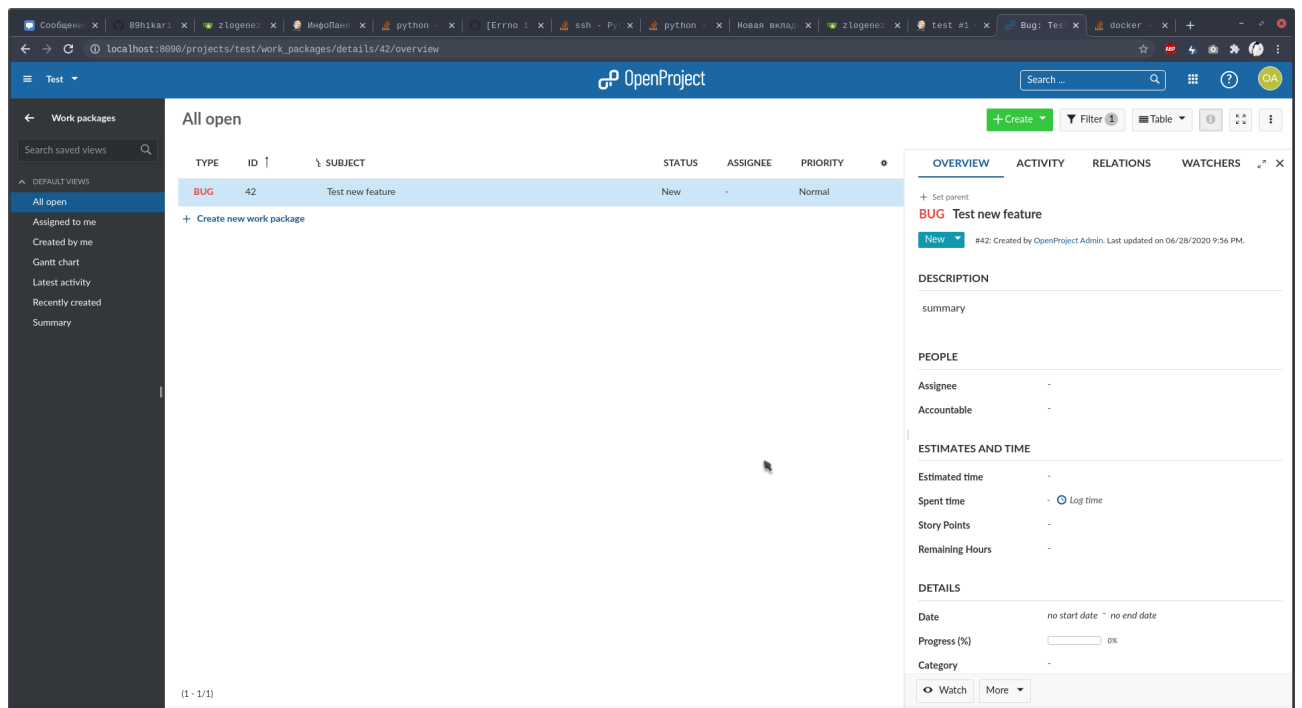 Сообщени 89hikari zlogenez ИнфоПане python - [Errno 1 ssh - Py python - Новая вклад zlogenez test #1 Bug: Tes docker -
localhost:8090/projects/test/work_packages/details/42/overview
ABP
Test OpenProject Search ... ? OA
Work packages
Search saved views
DEFAULT VIEWS
All open
Assigned to me
Created by me
Gantt chart
Latest activity
Recently created
Summary
All open
+ Create Filter 1 Table
TYPE ID ↑ SUBJECT STATUS ASSIGNEE PRIORITY
BUG 42 Test new feature New - Normal
+ Create new work package
(1 - 1/1)
OVERVIEW ACTIVITY RELATIONS WATCHERS
+ Set parent
BUG Test new feature
New #42: Created by OpenProject Admin. Last updated on 06/28/2020 9:56 PM.
DESCRIPTION
summary
PEOPLE
Assignee -
Accountable -
ESTIMATES AND TIME
Estimated time -
Spent time - Log time
Story Points -
Remaining Hours -
DETAILS
Date no start date - no end date
Progress (%) 0%
Category -
Watch More